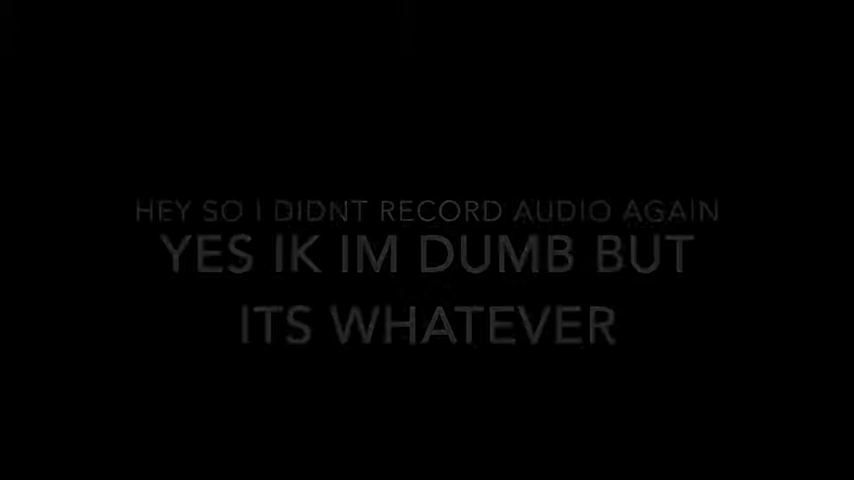 HEY SO I DIDNT RECORD AUDIO AGAIN
YES IK IM DUMB BUT
ITS WHATEVER